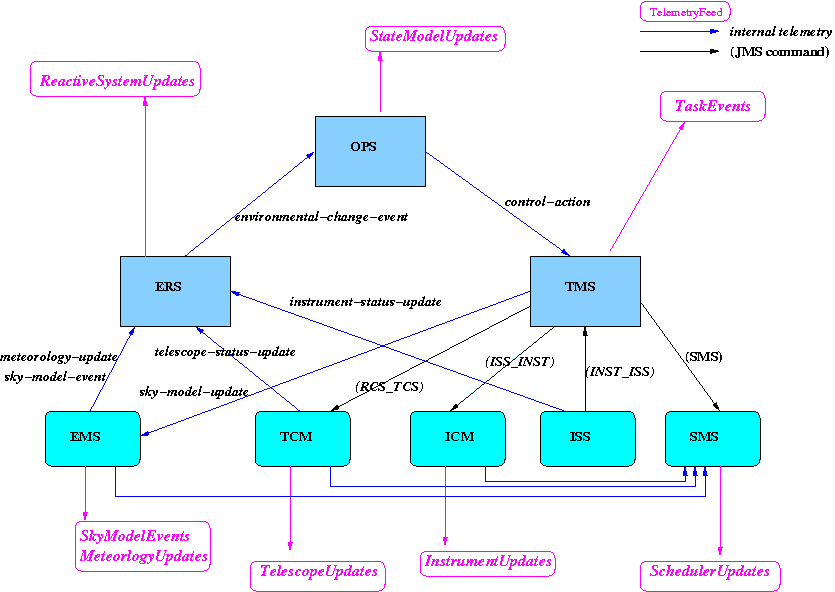 TelemetryFeed
internal telemetry
(JMS command)
StateModelUpdates
ReactiveSystemUpdates
TaskEvents
OPS
environmental-change-event
control-action
ERS
TMS
instrument-status-update
meteorology-update
sky-model-event
telescope-status-update
sky-model-update
(RCS_TCS)
(ISS_INST)
(INST_ISS)
(SMS)
EMS
TCM
ICM
ISS
SMS
SkyModelEvents
MeteorlogyUpdates
TelescopeUpdates
InstrumentUpdates
SchedulerUpdates